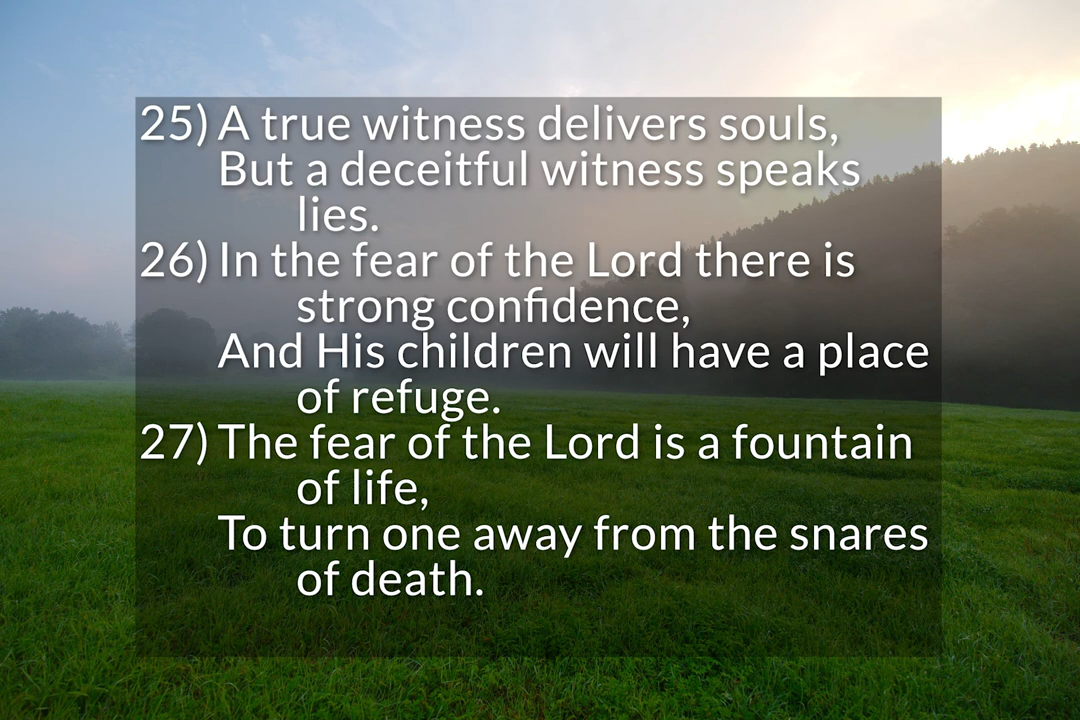 25) A true witness delivers souls,
But a deceitful witness speaks
lies.
26) In the fear of the Lord there is
strong confidence,
And His children will have a place
of refuge.
27) The fear of the Lord is a fountain
of life,
To turn one away from the snares
of death.